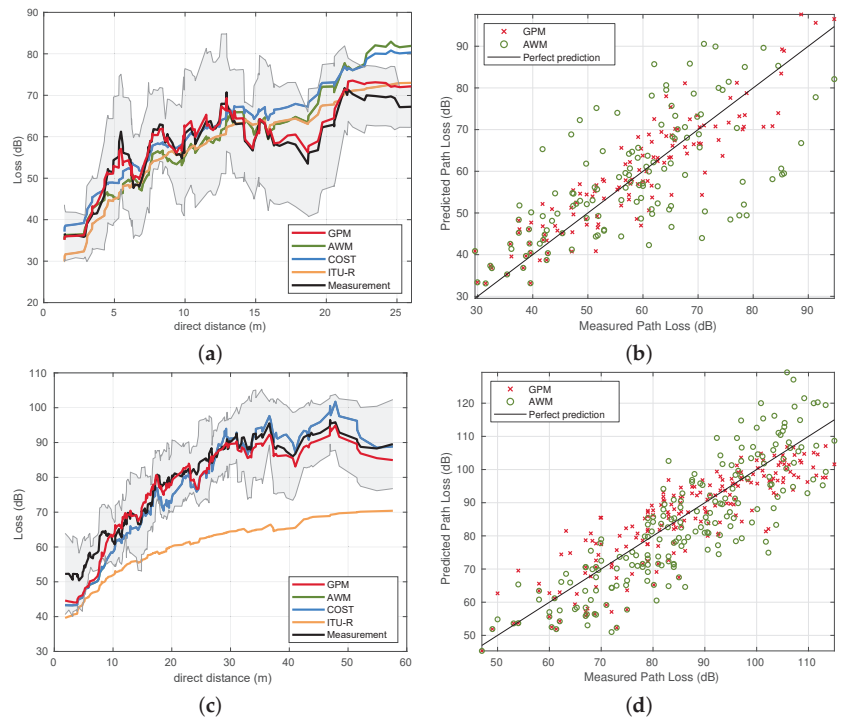 90
80
70
60
50
40
30
20
Loss (dB)
0
5
10
15
20
25
direct distance (m)
GPM
AWM
COST
ITU-R
Measurement
(a)
90
80
70
60
50
40
30
Predicted Path Loss (dB)
30
40
50
60
70
80
90
Measured Path Loss (dB)
GPM
AWM
Perfect prediction
(b)
110
100
90
80
70
60
50
40
30
Loss (dB)
0
10
20
30
40
50
60
direct distance (m)
GPM
AWM
COST
ITU-R
Measurement
(c)
120
110
100
90
80
70
60
50
Predicted Path Loss (dB)
50
60
70
80
90
100
110
Measured Path Loss (dB)
GPM
AWM
Perfect prediction
(d)